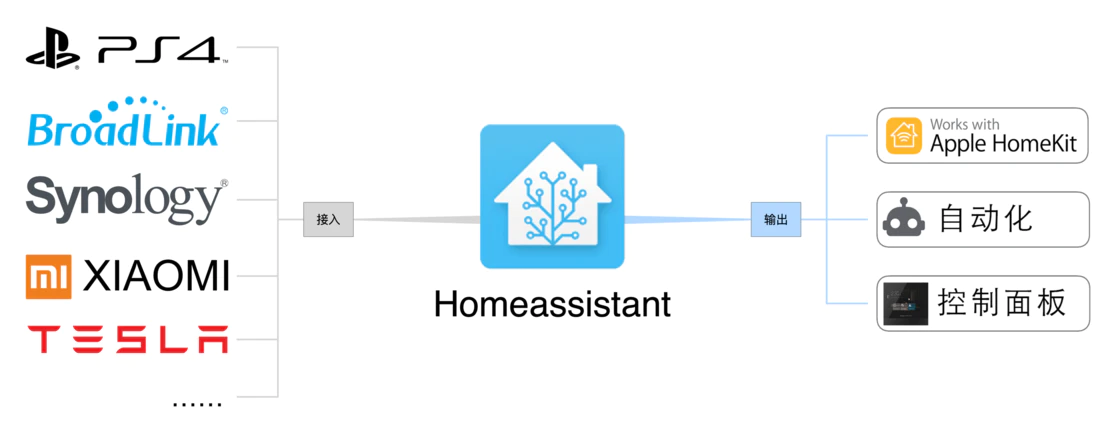 PS4™
BroadLink®
Synology®
mi XIAOMI
TESLA
......
接入
Homeassistant
输出
Works with
Apple HomeKit
自动化
控制面板